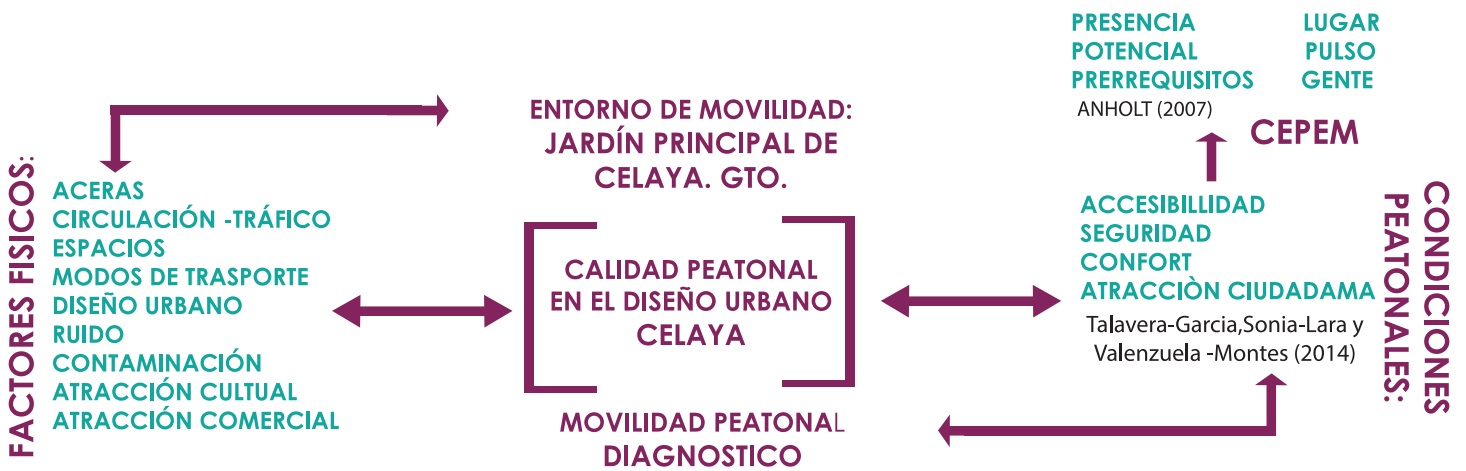 FACTORES FISICOS:
ACERAS
CIRCULACIÓN -TRÁFICO
ESPACIOS
MODOS DE TRASPORTE
DISEÑO URBANO
RUIDO
CONTAMINACIÓN
ATRACCIÓN CULTUAL
ATRACCIÓN COMERCIAL
ENTORNO DE MOVILIDAD:
JARDÍN PRINCIPAL DE
CELAYA. GTO.
CALIDAD PEATONAL
EN EL DISEÑO URBANO
CELAYA
MOVILIDAD PEATONAL
DIAGNOSTICO
PRESENCIA LUGAR
POTENCIAL PULSO
PRERREQUISITOS GENTE
ANHOLT (2007)
CEPEM
ACCESIBILLIDAD
SEGURIDAD
CONFORT
ATRACCIÒN CIUDADAMA
Talavera-Garcia,Sonia-Lara y
Valenzuela -Montes (2014)
CONDICIONES
PEATONALES: